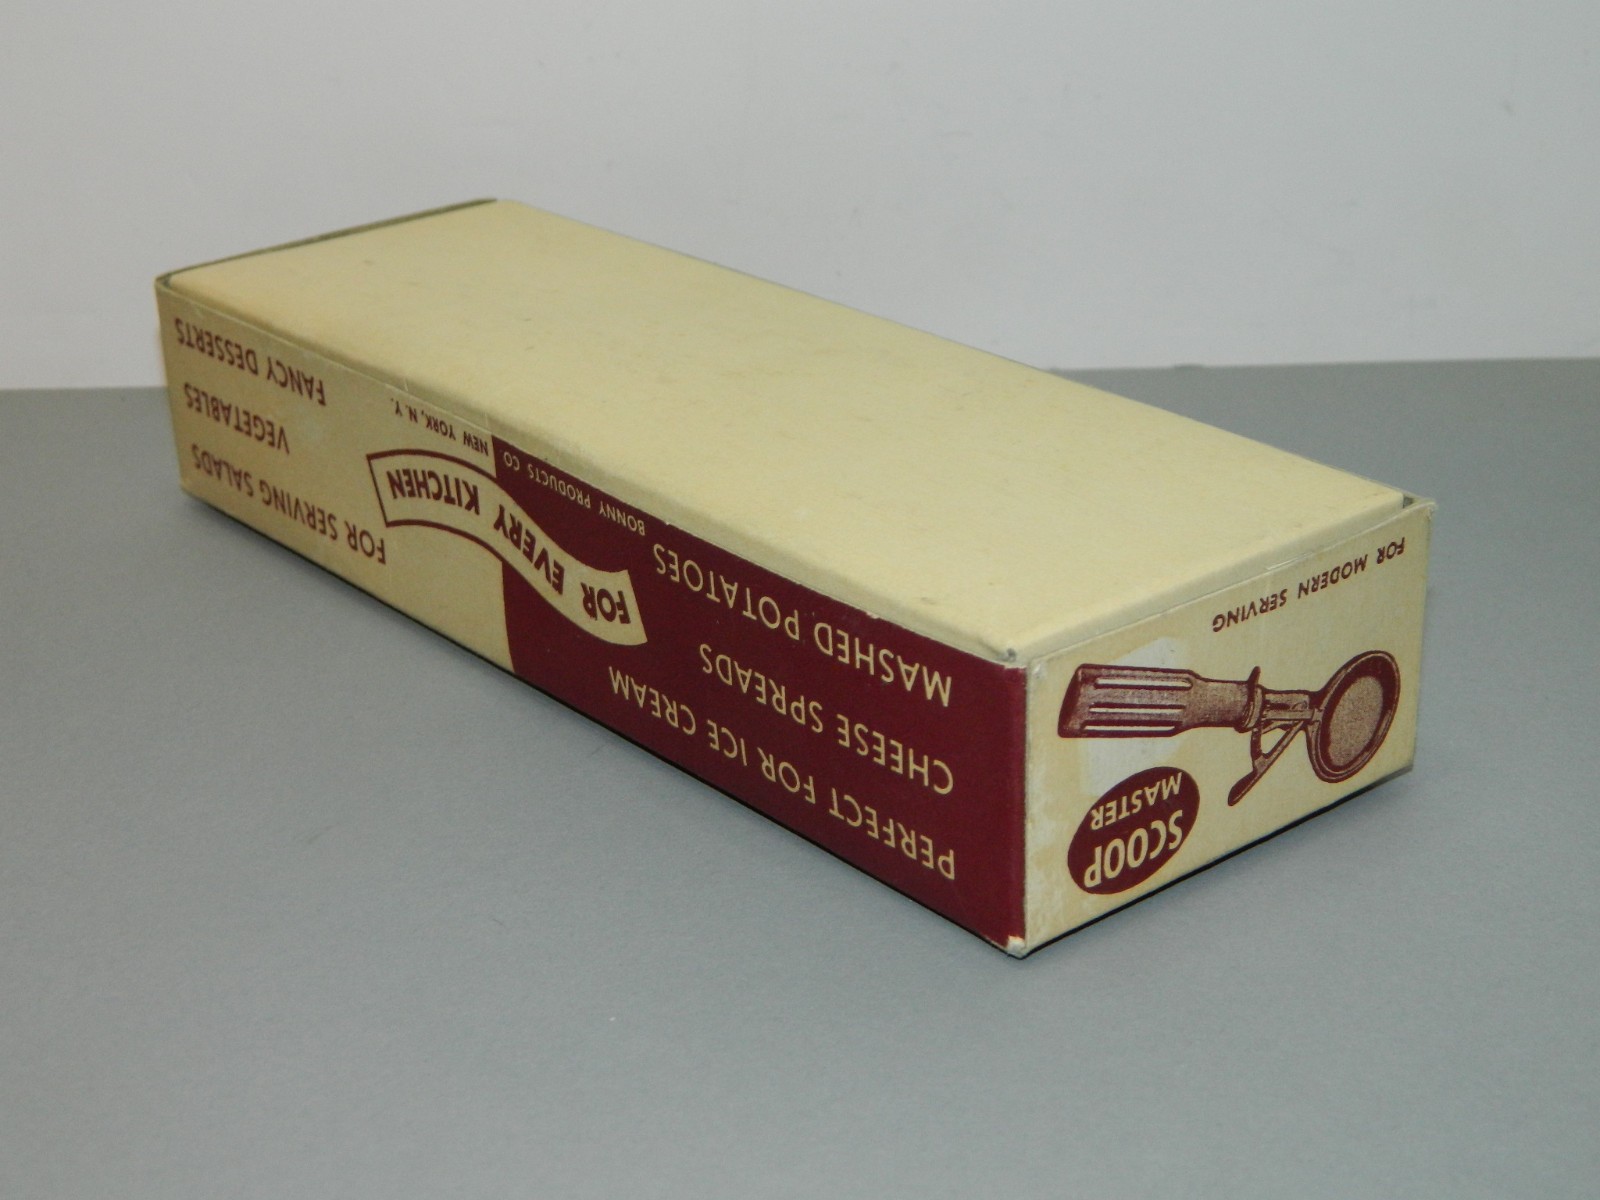 PERFECT FOR ICE CREAM
CHEESE SPREADS
MASHED POTATOES
FOR EVERY KITCHEN
BONNY PRODUCTS CO. NEW YORK, N. Y.
FOR SERVING SALADS
VEGETABLES
FANCY DESSERTS
SCOOP
MASTER
FOR MODERN SERVING